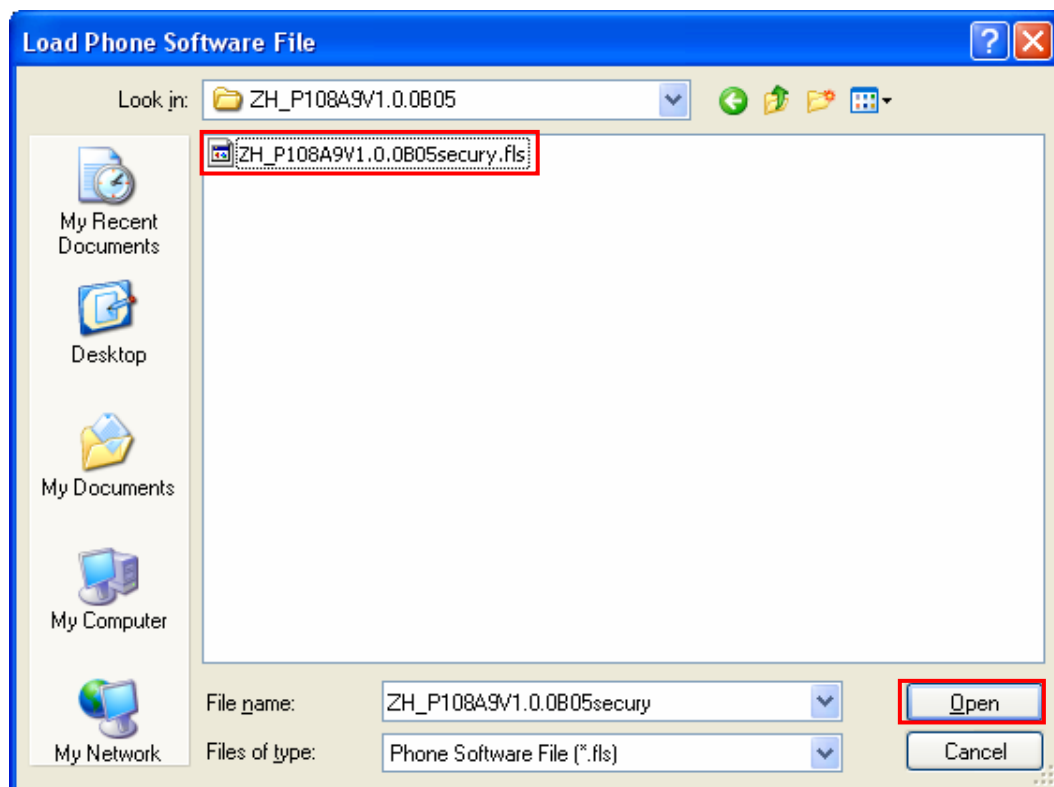 Load Phone Software File
Look in:
ZH_P108A9V1.0.0B05
ZH_P108A9V1.0.0B05secury.fls
My Recent
Documents
Desktop
My Documents
My Computer
My Network
File name:
ZH_P108A9V1.0.0B05secury
Open
Files of type:
Phone Software File (*.fls)
Cancel